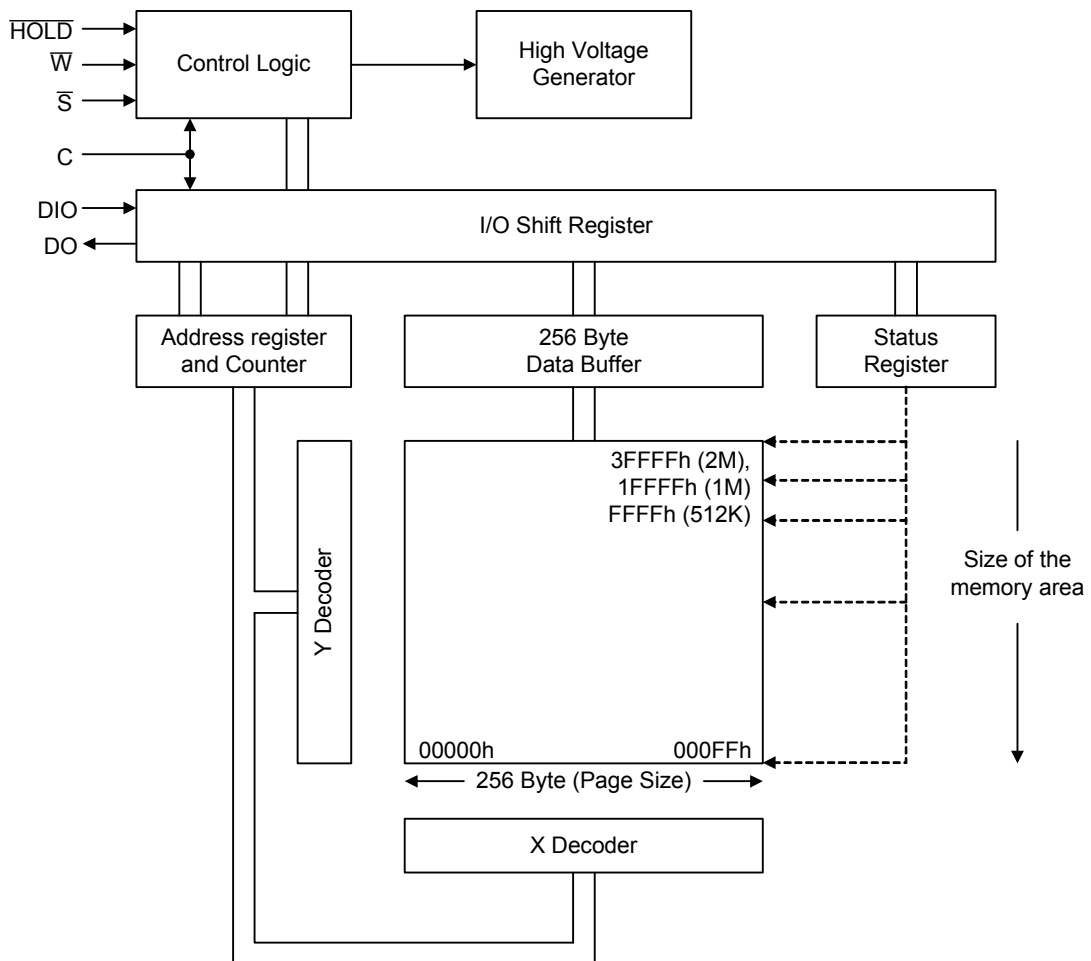 HOLD
W
S
C
DIO
DO
Control Logic
High Voltage
Generator
I/O Shift Register
Address register
and Counter
256 Byte
Data Buffer
Status
Register
Y Decoder
3FFFFh (2M),
1FFFFh (1M)
FFFFh (512K)
00000h
000FFh
256 Byte (Page Size)
Size of the
memory area
X Decoder